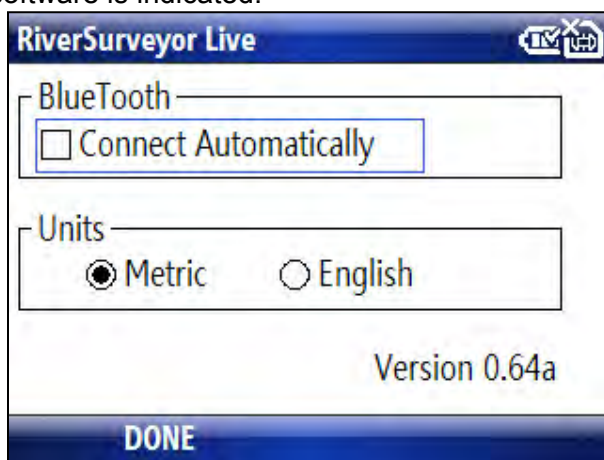 software is indicated.
RiverSurveyor Live
BlueTooth
Connect Automatically
Units
Metric English
Version 0.64a
DONE